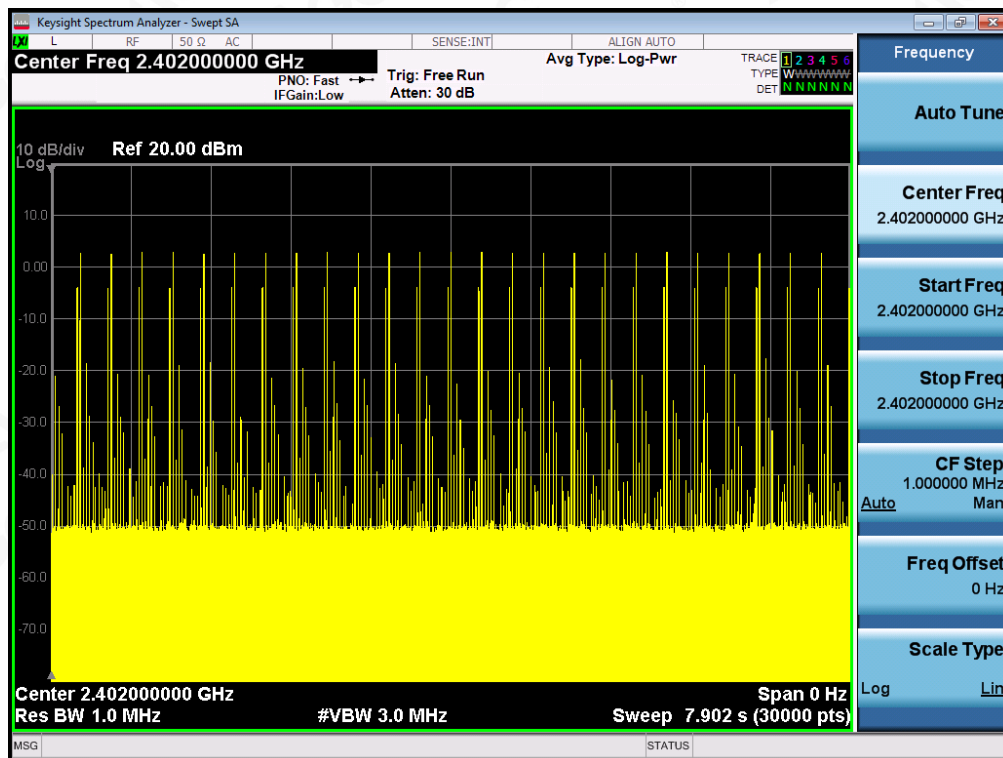 Keysight Spectrum Analyzer - Swept SA
LXI L RF 50 Ω AC SENSE:INT ALIGN AUTO
Center Freq 2.402000000 GHz
PNO: Fast
IFGain:Low
Trig: Free Run
Atten: 30 dB
Avg Type: Log-Pwr
TRACE 1 2 3 4 5 6
TYPE WWWWWW
DET N N N N N N
10 dB/div Ref 20.00 dBm
Log
10.0
0.00
-10.0
-20.0
-30.0
-40.0
-50.0
-60.0
-70.0
Center 2.402000000 GHz Span 0 Hz
Res BW 1.0 MHz #VBW 3.0 MHz Sweep 7.902 s (30000 pts)
MSG STATUS
Frequency
Auto Tune
Center Freq
2.402000000 GHz
Start Freq
2.402000000 GHz
Stop Freq
2.402000000 GHz
CF Step
1.000000 MHz
Auto Man
Freq Offset
0 Hz
Scale Type
Log Lin